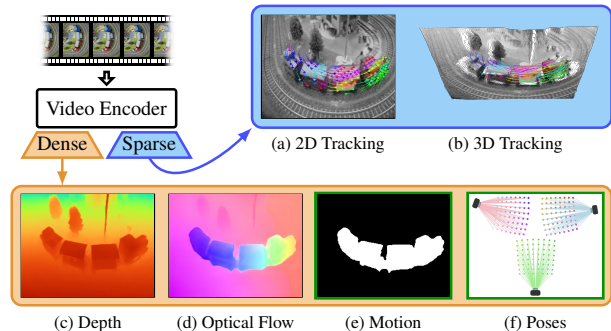 Video Encoder
Dense
Sparse
(a) 2D Tracking
(b) 3D Tracking
(c) Depth
(d) Optical Flow
(e) Motion
(f) Poses